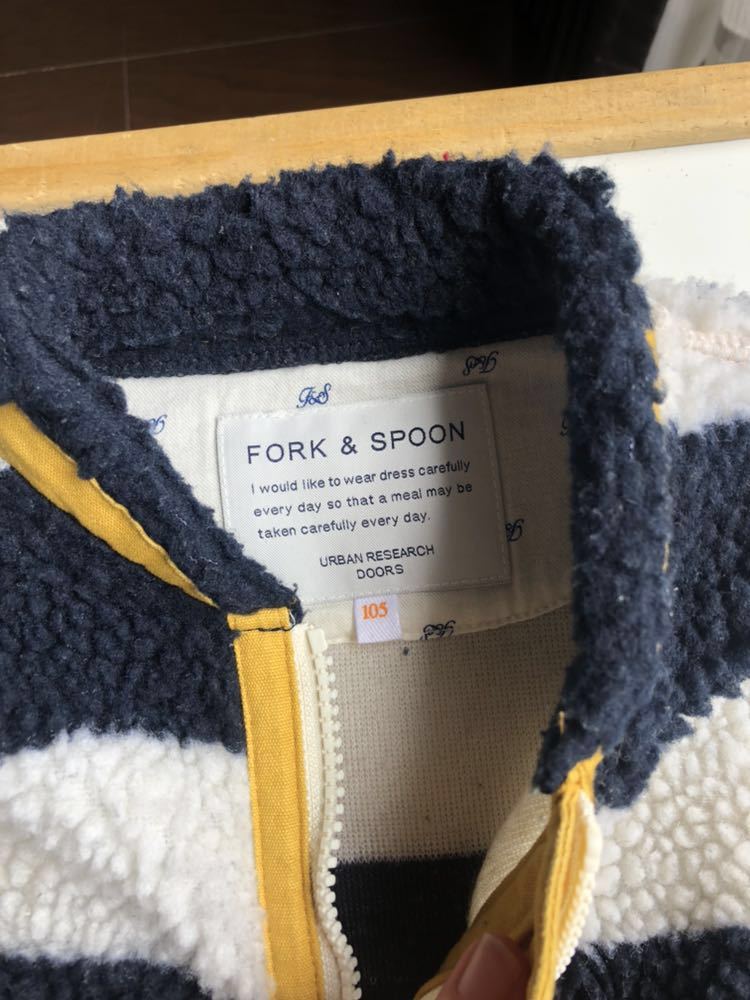 F&S
FORK & SPOON
I would like to wear dress carefully
every day so that a meal may be
taken carefully every day.
URBAN RESEARCH
DOORS
105